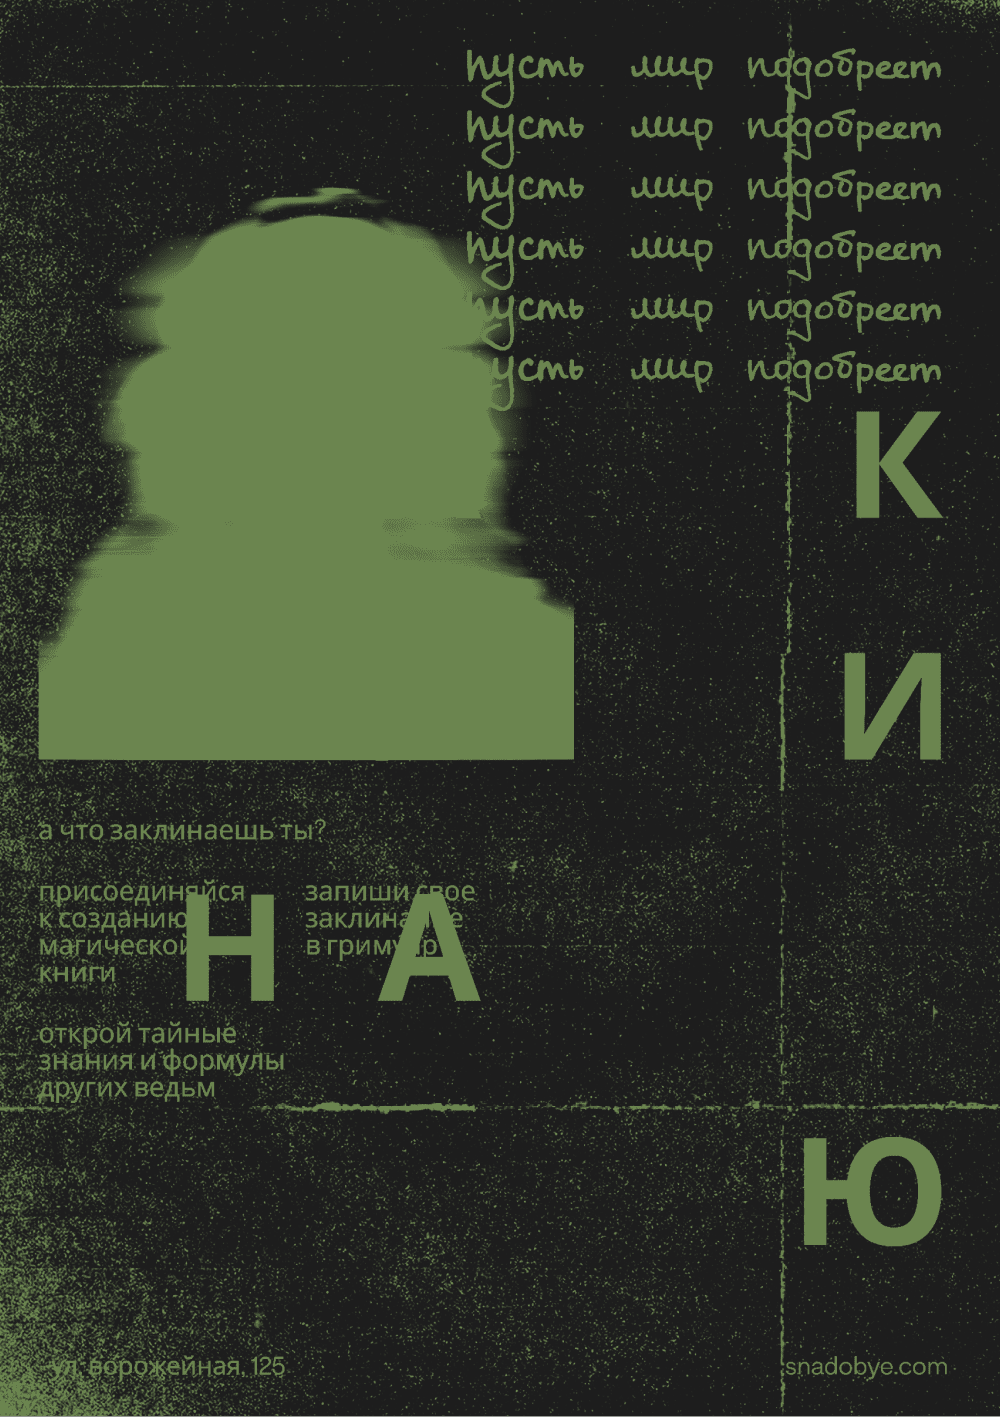 пусть мир подобреет
пусть мир подобреет
пусть мир подобреет
пусть мир подобреет
пусть мир подобреет
пусть мир подобреет
К
И
а что заклинаешь ты?
присоединяйся
к созданию
магической
книги
запиши свое
заклинание
в гримуар
Н А
открой тайные
знания и формулы
других ведьм
Ю
ул. ворожейная, 125
snadobye.com